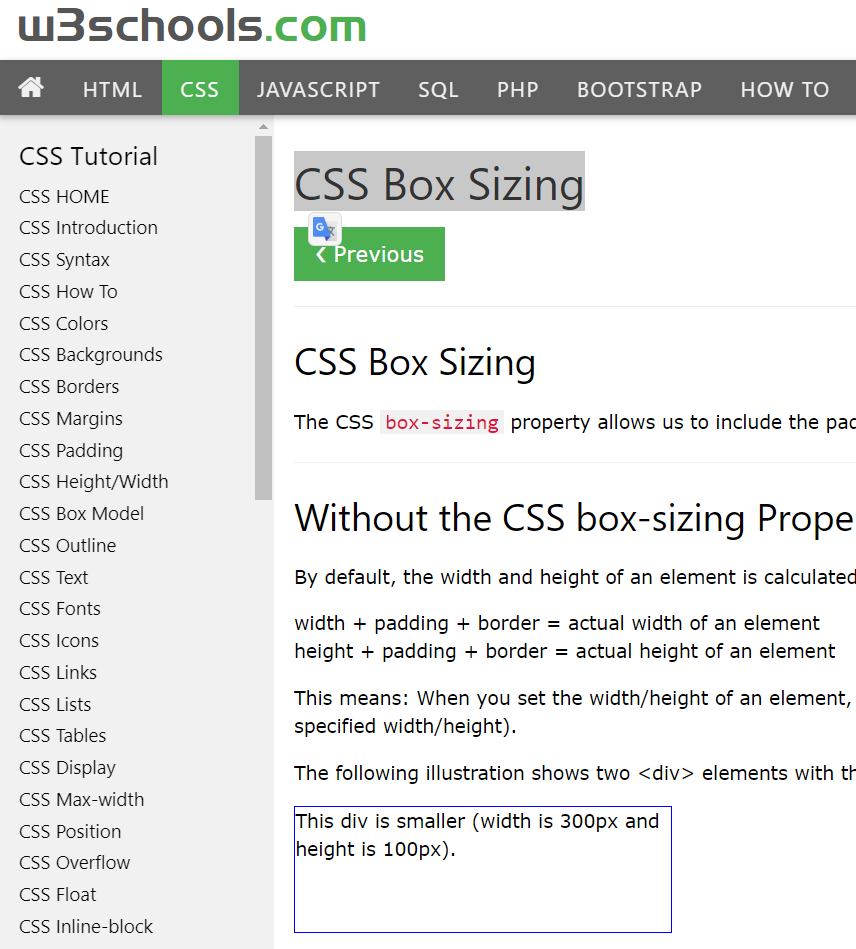 w3schools.com
HTML CSS JAVASCRIPT SQL PHP BOOTSTRAP HOW TO
CSS Tutorial
CSS HOME
CSS Introduction
CSS Syntax
CSS How To
CSS Colors
CSS Backgrounds
CSS Borders
CSS Margins
CSS Padding
CSS Height/Width
CSS Box Model
CSS Outline
CSS Text
CSS Fonts
CSS Icons
CSS Links
CSS Lists
CSS Tables
CSS Display
CSS Max-width
CSS Position
CSS Overflow
CSS Float
CSS Inline-block
CSS Box Sizing
❮ Previous
CSS Box Sizing
The CSS box-sizing property allows us to include the pad
Without the CSS box-sizing Prope
By default, the width and height of an element is calculated
width + padding + border = actual width of an element
height + padding + border = actual height of an element
This means: When you set the width/height of an element,
specified width/height).
The following illustration shows two <div> elements with th
This div is smaller (width is 300px and
height is 100px).